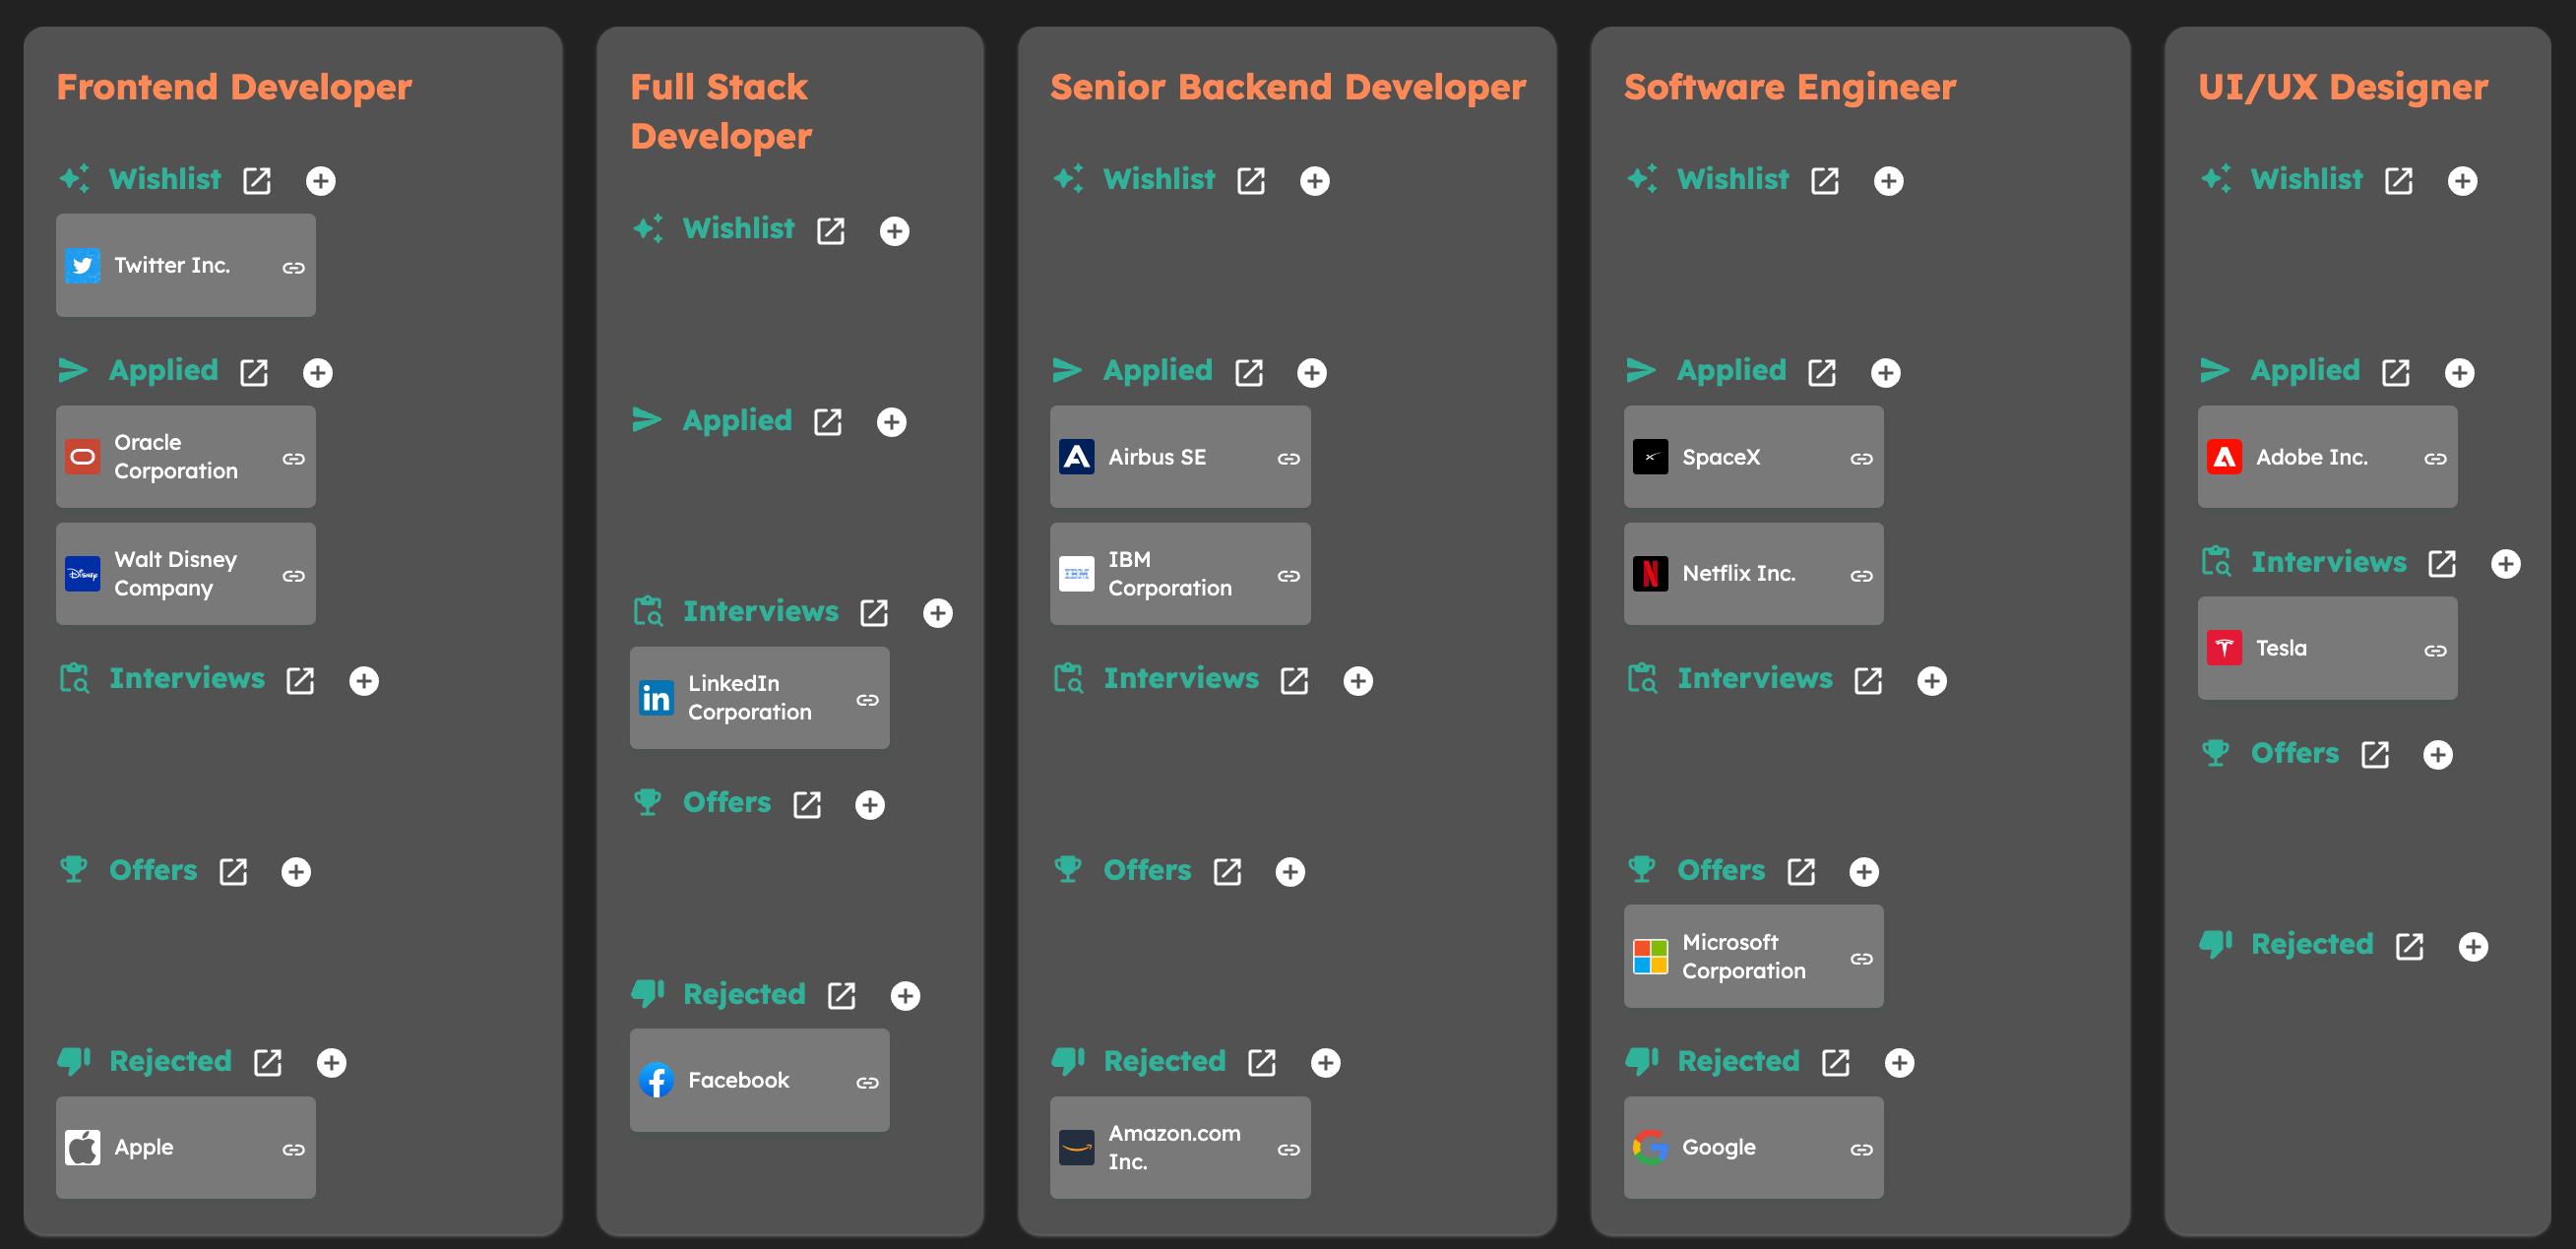 Frontend Developer
Wishlist
Twitter Inc.
Applied
Oracle
Corporation
Disney
Walt Disney
Company
Interviews
Offers
Rejected
Apple
Full Stack
Developer
Wishlist
Applied
Interviews
in
LinkedIn
Corporation
Offers
Rejected
Facebook
Senior Backend Developer
Wishlist
Applied
Airbus SE
IBM
IBM
Corporation
Interviews
Offers
Rejected
Amazon.com
Inc.
Software Engineer
Wishlist
Applied
SpaceX
Netflix Inc.
Interviews
Offers
Microsoft
Corporation
Rejected
Google
UI/UX Designer
Wishlist
Applied
Adobe Inc.
Interviews
Tesla
Offers
Rejected